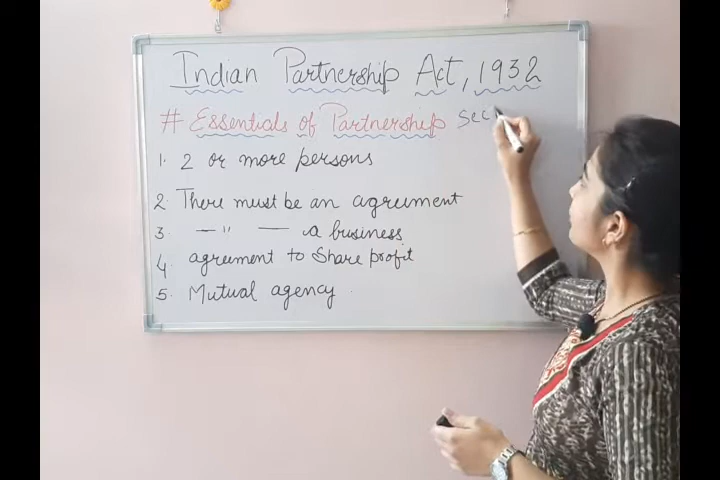 Indian Partnership Act, 1932
# Essentials of Partnership Sec
1. 2 or more persons
2. There must be an agreement
3. — " — a business
4. agreement to Share profit
5. Mutual agency